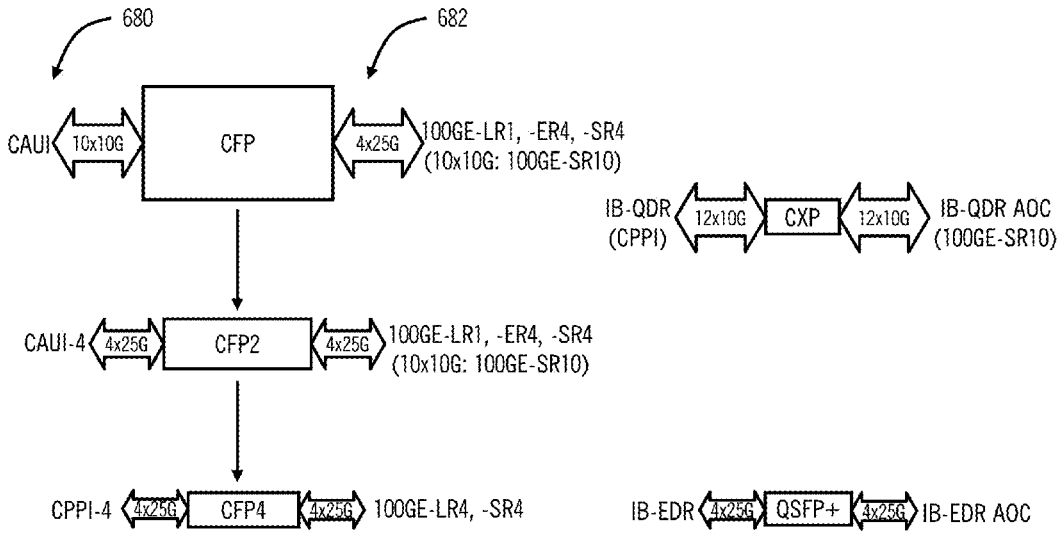 680
682
CAUI 10x10G CFP 4x25G 100GE-LR1, -ER4, -SR4
(10x10G: 100GE-SR10)
IB-QDR 12x10G CXP 12x10G IB-QDR AOC
(CPPI) (100GE-SR10)
CAUI-4 4x25G CFP2 4x25G 100GE-LR1, -ER4, -SR4
(10x10G: 100GE-SR10)
CPPI-4 4x25G CFP4 4x25G 100GE-LR4, -SR4
IB-EDR 4x25G QSFP+ 4x25G IB-EDR AOC